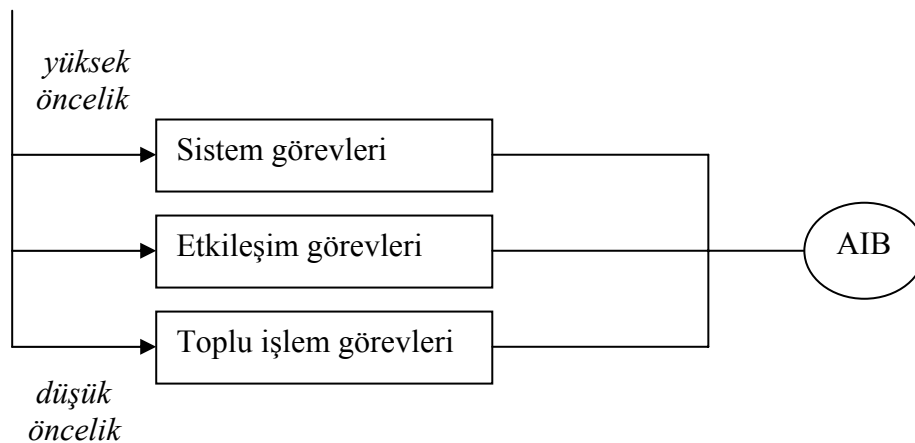 yüksek
öncelik
Sistem görevleri
Etkileşim görevleri
AIB
Toplu işlem görevleri
düşük
öncelik